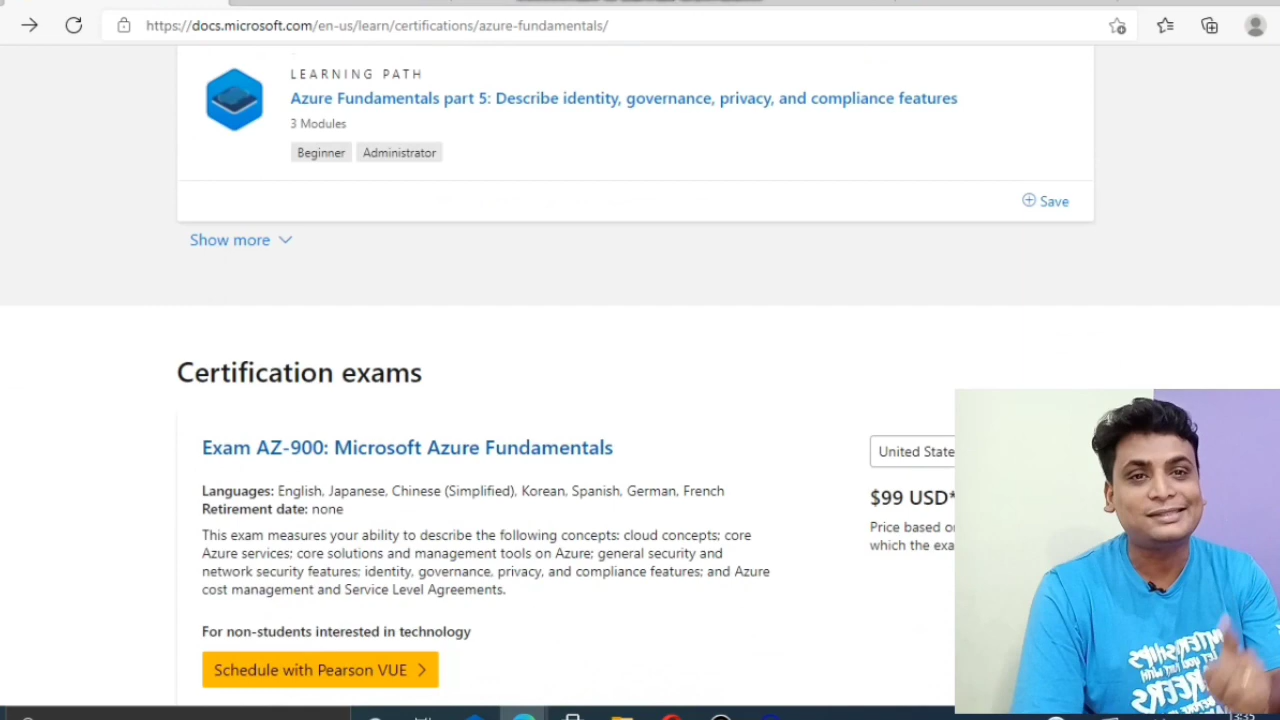 https://docs.microsoft.com/en-us/learn/certifications/azure-fundamentals/
LEARNING PATH
Azure Fundamentals part 5: Describe identity, governance, privacy, and compliance features
3 Modules
Beginner
Administrator
Save
Show more
Certification exams
Exam AZ-900: Microsoft Azure Fundamentals
United State
Languages: English, Japanese, Chinese (Simplified), Korean, Spanish, German, French
Retirement date: none
$99 USD*
Price based o
which the exa
This exam measures your ability to describe the following concepts: cloud concepts; core
Azure services; core solutions and management tools on Azure; general security and
network security features; identity, governance, privacy, and compliance features; and Azure
cost management and Service Level Agreements.
For non-students interested in technology
Schedule with Pearson VUE